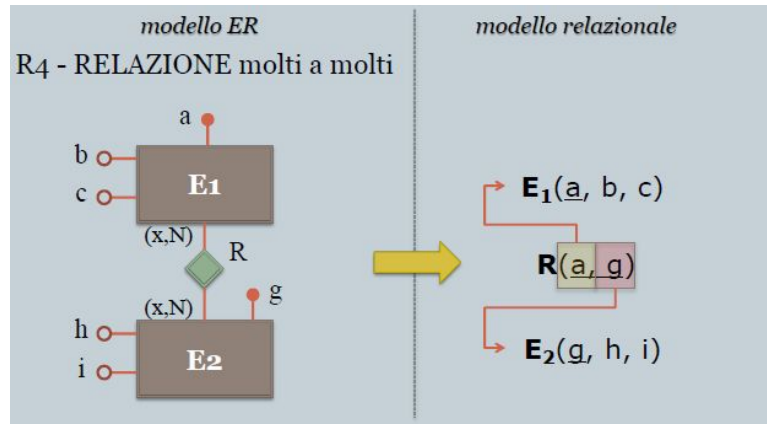 modello ER
R4 - RELAZIONE molti a molti
a
b
c
E1
(x,N)
R
(x,N)
g
h
i
E2
modello relazionale
E1(a, b, c)
R(a, g)
E2(g, h, i)